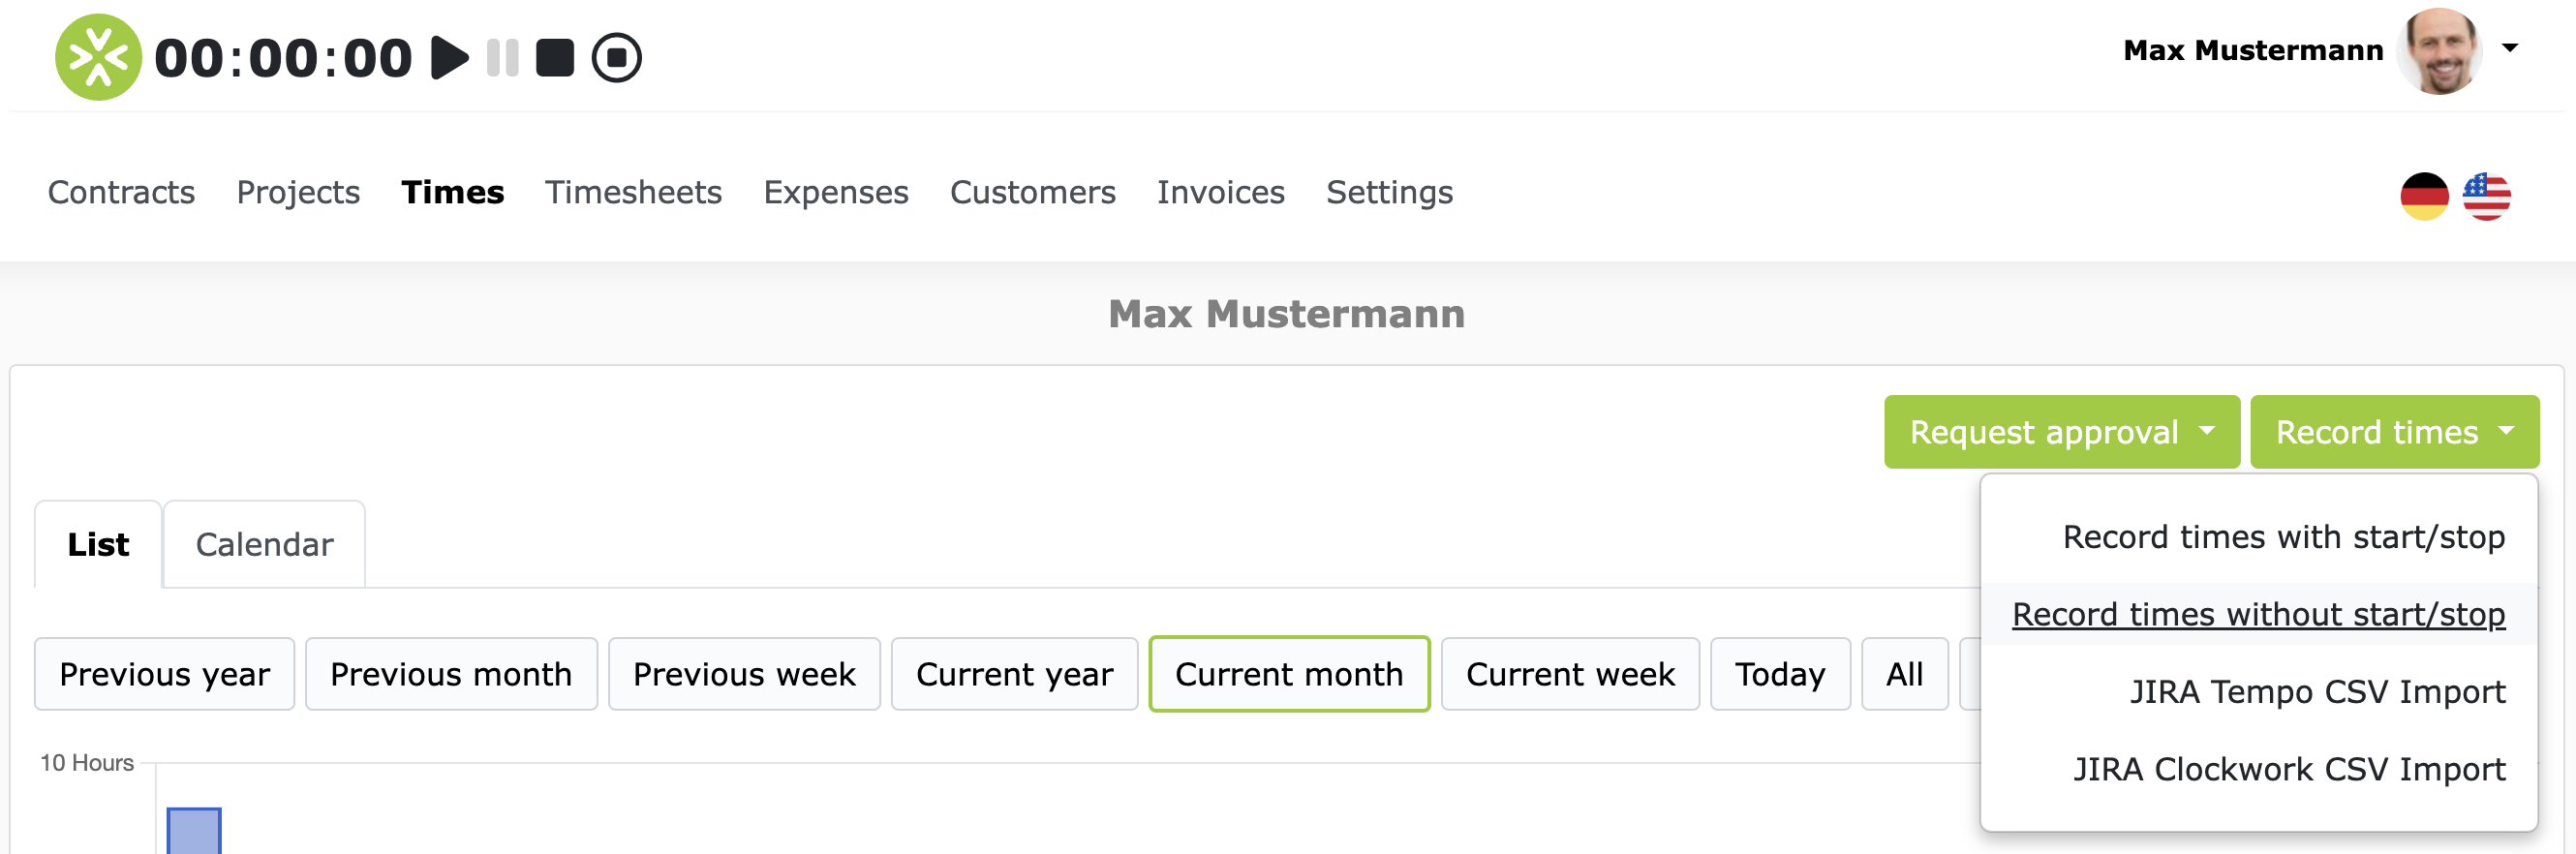 00:00:00
Max Mustermann
Contracts Projects Times Timesheets Expenses Customers Invoices Settings
Max Mustermann
Request approval Record times
Record times with start/stop
List Calendar
Record times without start/stop
Previous year Previous month Previous week Current year Current month Current week Today All
JIRA Tempo CSV Import
10 Hours
JIRA Clockwork CSV Import